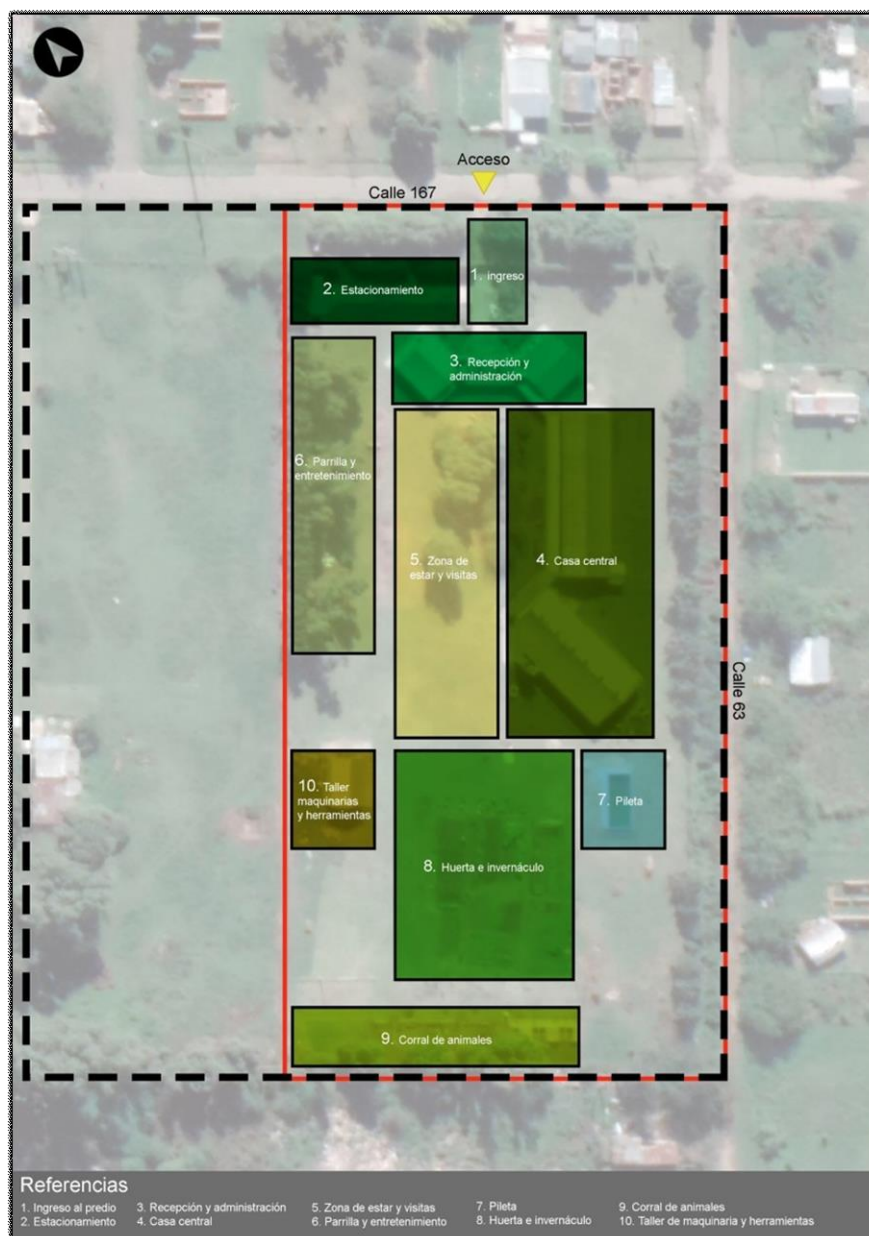 Acceso
Calle 167
1. ingreso
2. Estacionamiento
3. Recepción y
administración
6. Parrilla y
entretenimiento
5. Zona de
estar y visitas
4. Casa central
Calle 63
10. Taller
maquinarias
y herramientas
7. Pileta
8. Huerta e invernáculo
9. Corral de animales
Referencias
1. Ingreso al predio
2. Estacionamiento
3. Recepción y administración
4. Casa central
5. Zona de estar y visitas
6. Parrilla y entretenimiento
7. Pileta
8. Huerta e invernáculo
9. Corral de animales
10. Taller de maquinaria y herramientas